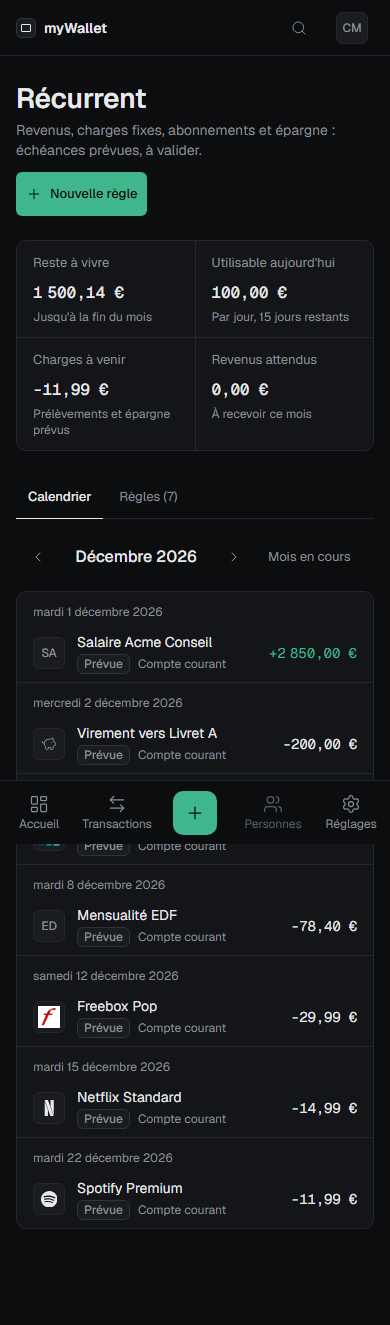 myWallet
CM
Récurrent
Revenus, charges fixes, abonnements et épargne :
échéances prévues, à valider.
+ Nouvelle règle
Reste à vivre
1 500,14 €
Jusqu'à la fin du mois
Utilisable aujourd'hui
100,00 €
Par jour, 15 jours restants
Charges à venir
-11,99 €
Prélèvements et épargne
prévus
Revenus attendus
0,00 €
À recevoir ce mois
Calendrier
Règles (7)
Décembre 2026
Mois en cours
mardi 1 décembre 2026
SA
Salaire Acme Conseil
Prévue Compte courant
+2 850,00 €
mercredi 2 décembre 2026
Virement vers Livret A
Prévue Compte courant
-200,00 €
Accueil
Transactions
+
Personnes
Réglages
Prévue Compte courant
mardi 8 décembre 2026
ED
Mensualité EDF
Prévue Compte courant
-78,40 €
samedi 12 décembre 2026
f
Freebox Pop
Prévue Compte courant
-29,99 €
mardi 15 décembre 2026
N
Netflix Standard
Prévue Compte courant
-14,99 €
mardi 22 décembre 2026
Spotify Premium
Prévue Compte courant
-11,99 €